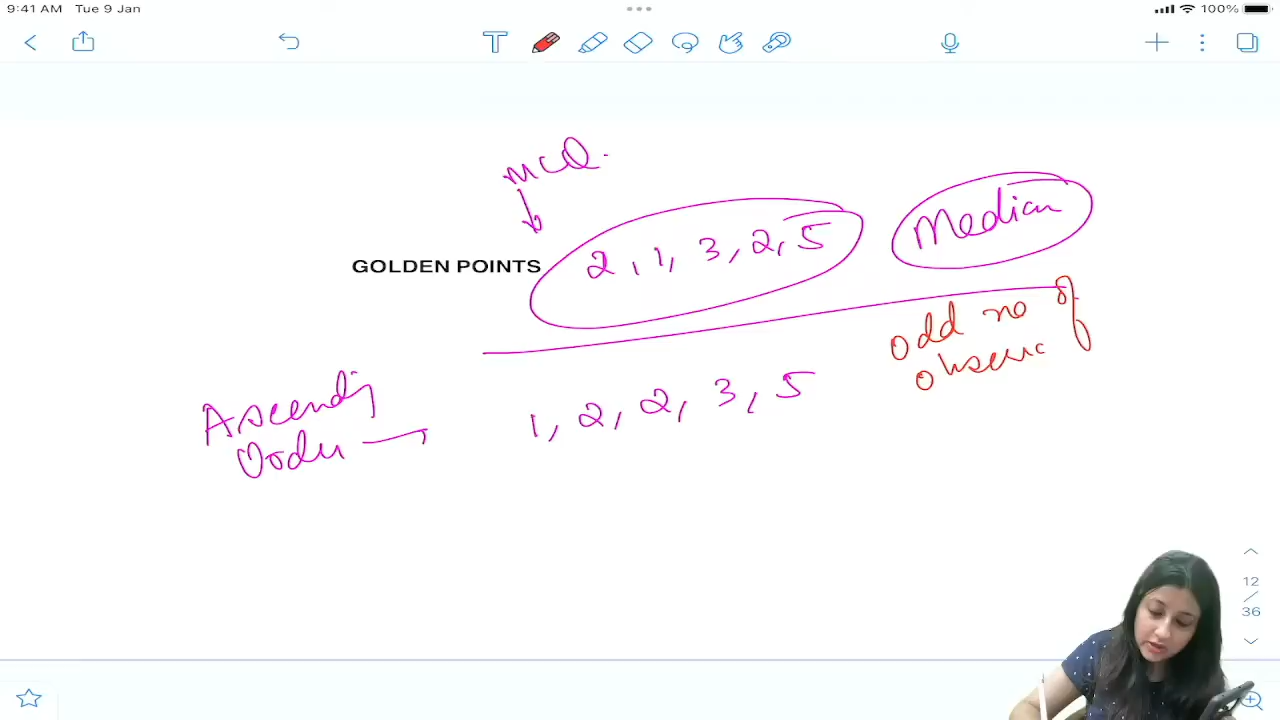 9:41 AM Tue 9 Jan
100%
T
MCQ.
GOLDEN POINTS
2, 1, 3, 2, 5
Median
odd no of
observ
Ascending
Order →
1, 2, 2, 3, 5
12
36